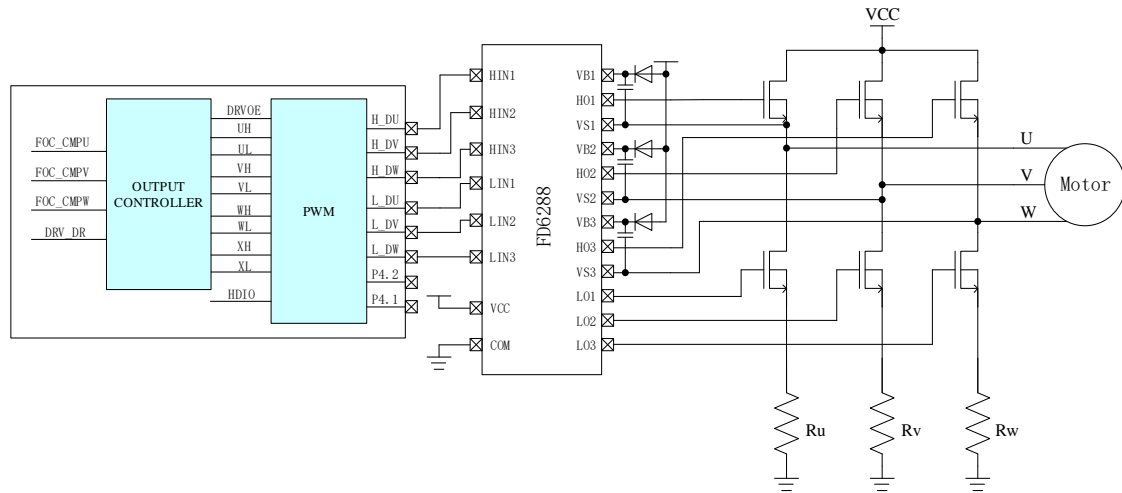 VCC
HIN1
HIN2
HIN3
LIN1
LIN2
LIN3
VCC
COM
FD6288
VB1
HO1
VS1
VB2
HO2
VS2
VB3
HO3
VS3
LO1
LO2
LO3
FOC_CMPU
FOC_CMPV
FOC_CMPW
DRV_DR
OUTPUT
CONTROLLER
DRVOE
UH
UL
VH
VL
WH
WL
XH
XL
HDIO
PWM
H_DU
H_DV
H_DW
L_DU
L_DV
L_DW
P4.2
P4.1
U
V
W
Motor
Ru
Rv
Rw